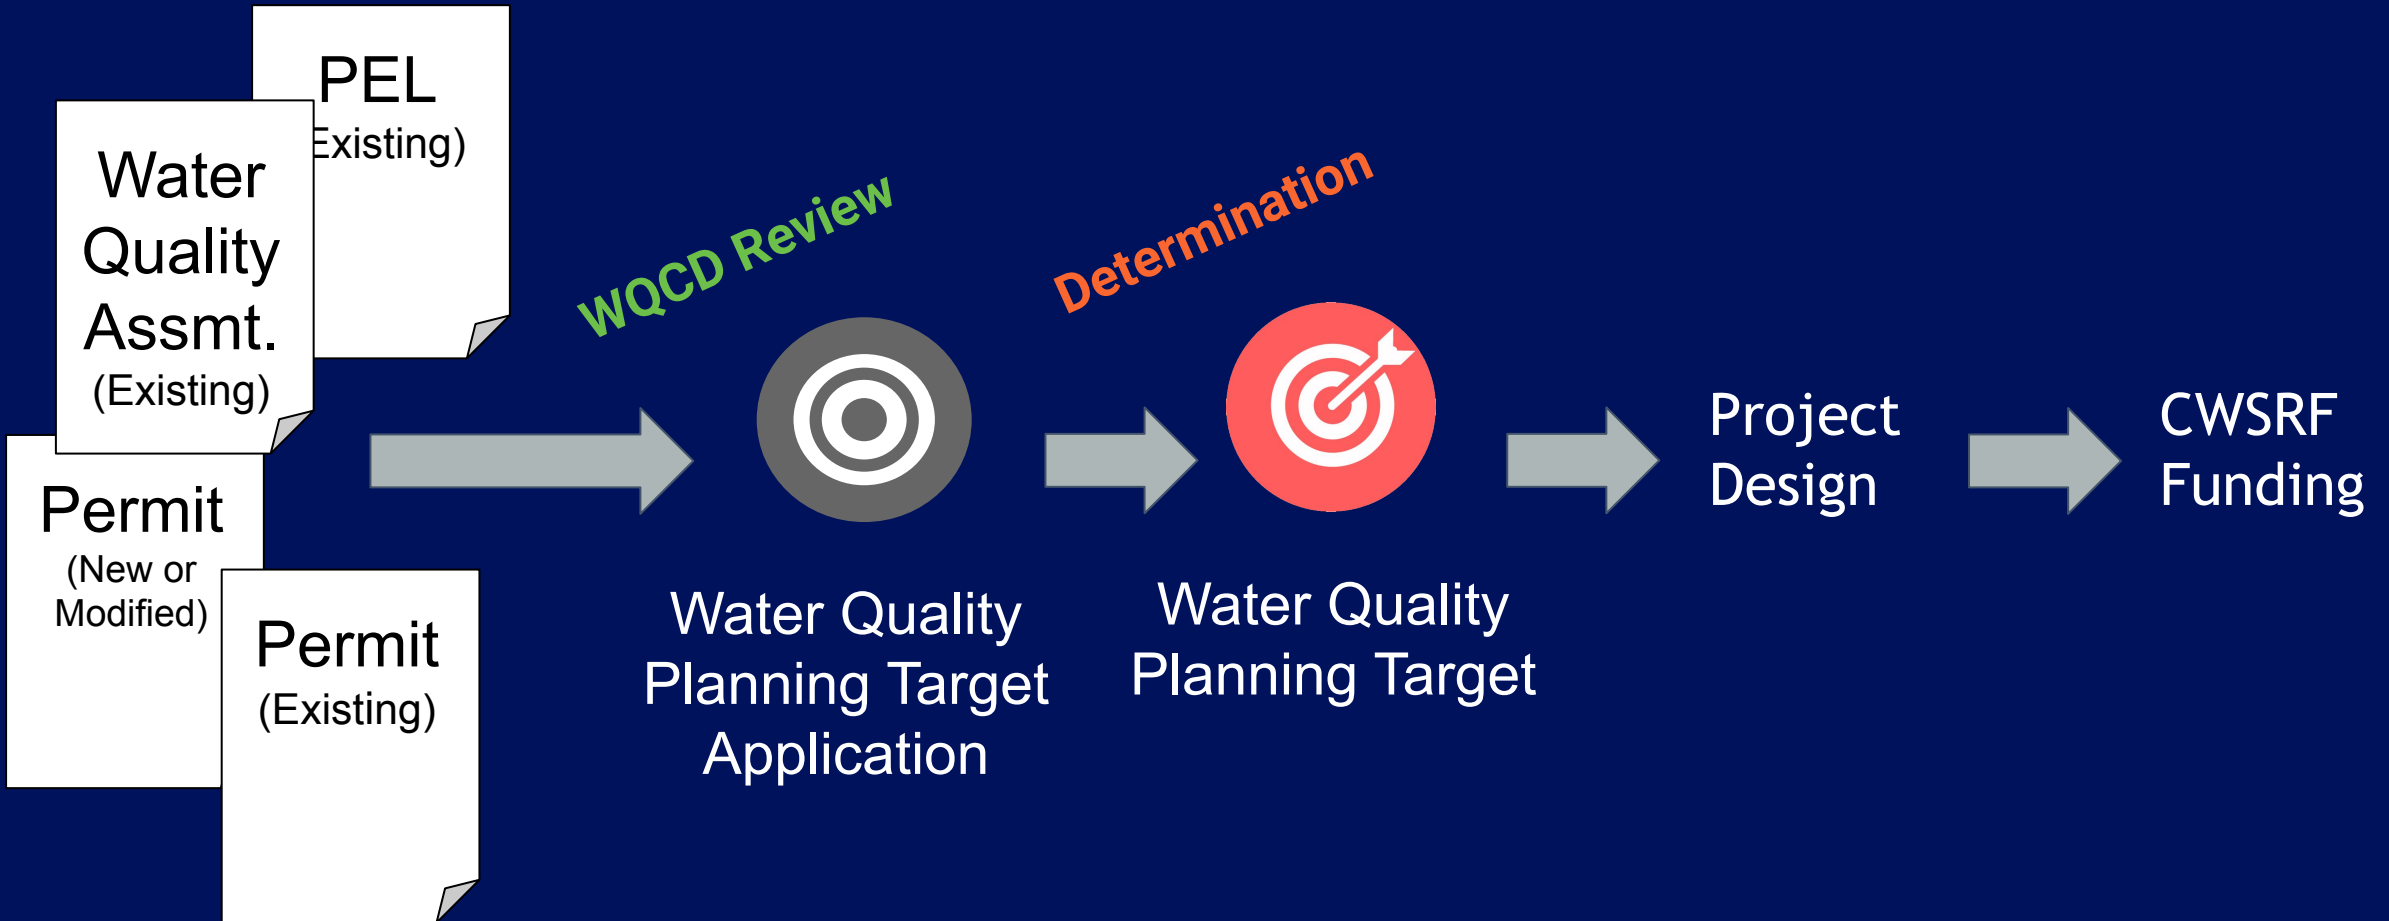 PEL
Existing)
Water
Quality
Assmt.
(Existing)
Permit
(New or
Modified)
Permit
(Existing)
WQCD Review
Water Quality
Planning Target
Application
Determination
Water Quality
Planning Target
Project
Design
CWSRF
Funding